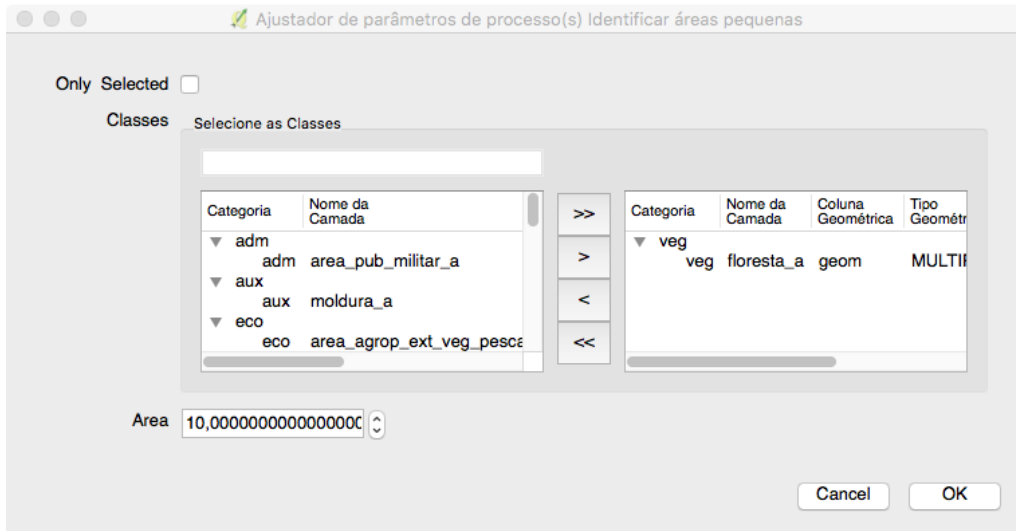 Ajustador de parâmetros de processo(s) Identificar áreas pequenas
Only Selected
Classes
Selecione as Classes
Categoria
Nome da
Camada
adm
adm area_pub_militar_a
aux
aux moldura_a
eco
eco area_agrop_ext_veg_pesca
>>
>
<
<<
Categoria
Nome da
Camada
Coluna
Geométrica
Tipo
Geométr
veg
veg floresta_a geom MULTIF
Area 10,0000000000000000
Cancel
OK